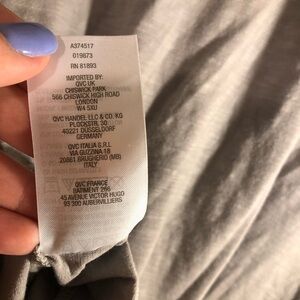 A374517
019873
RN 81893
IMPORTED BY:
QVC UK
CHISWICK PARK
566 CHISWICK HIGH ROAD
LONDON
W4 5XU
QVC HANDEL LLC & CO. KG
PLOCKSTR. 30
40221 DUSSELDORF
GERMANY
QVC ITALIA S.R.L
VIA GUZZINA 18
20861 BRUGHERIO (MB)
ITALY
QVC FRANCE
BATIMENT 266
45 AVENUE VICTOR HUGO
93 300 AUBERVILLIERS